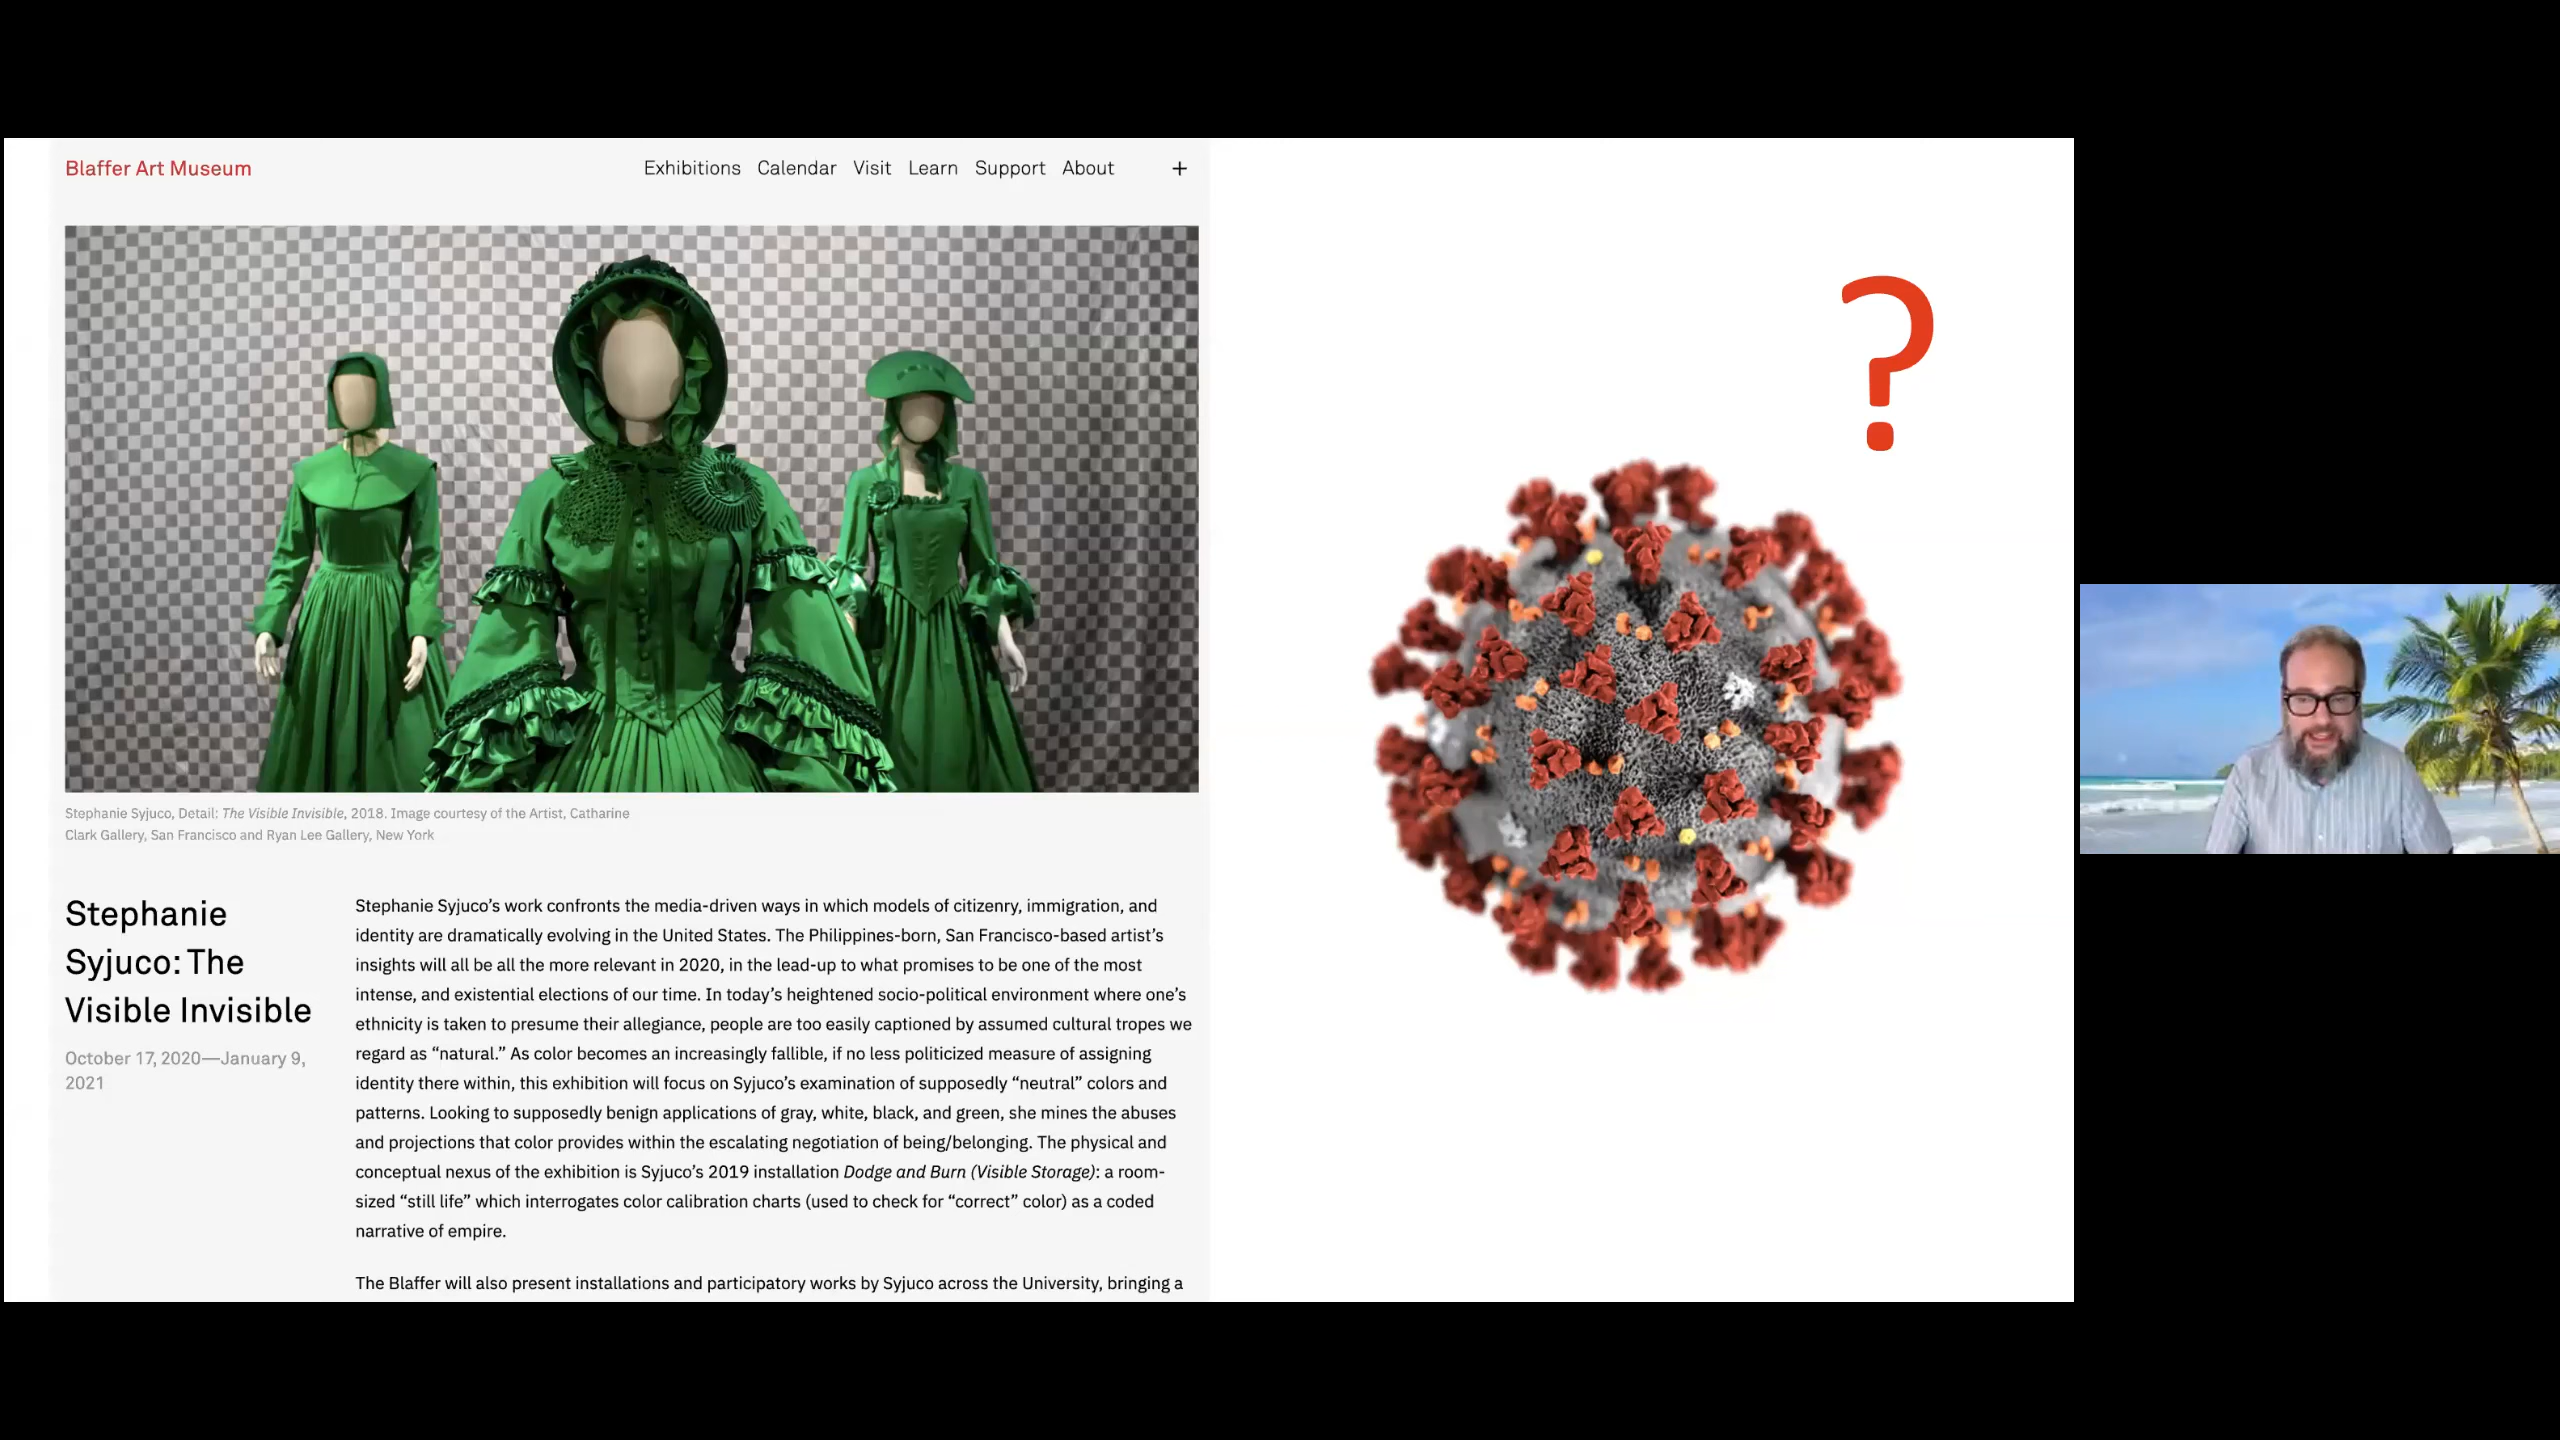 Blaffer Art Museum
Exhibitions Calendar Visit Learn Support About +
?
Stephanie Syjuco, Detail: The Visible Invisible, 2018. Image courtesy of the Artist, Catharine
Clark Gallery, San Francisco and Ryan Lee Gallery, New York
Stephanie
Syjuco: The
Visible Invisible
October 17, 2020—January 9,
2021
Stephanie Syjuco’s work confronts the media-driven ways in which models of citizenry, immigration, and
identity are dramatically evolving in the United States. The Philippines-born, San Francisco-based artist’s
insights will all be all the more relevant in 2020, in the lead-up to what promises to be one of the most
intense, and existential elections of our time. In today’s heightened socio-political environment where one’s
ethnicity is taken to presume their allegiance, people are too easily captioned by assumed cultural tropes we
regard as “natural.” As color becomes an increasingly fallible, if no less politicized measure of assigning
identity there within, this exhibition will focus on Syjuco’s examination of supposedly “neutral” colors and
patterns. Looking to supposedly benign applications of gray, white, black, and green, she mines the abuses
and projections that color provides within the escalating negotiation of being/belonging. The physical and
conceptual nexus of the exhibition is Syjuco’s 2019 installation Dodge and Burn (Visible Storage): a room-
sized “still life” which interrogates color calibration charts (used to check for “correct” color) as a coded
narrative of empire.
The Blaffer will also present installations and participatory works by Syjuco across the University, bringing a